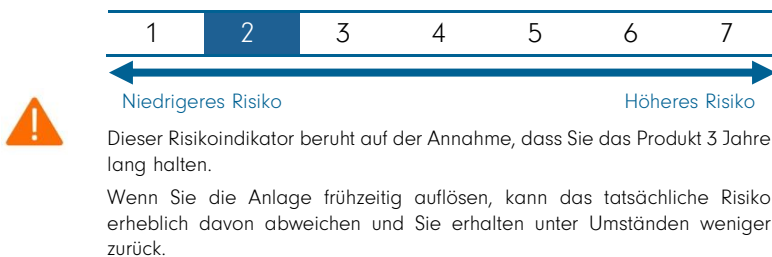 1 2 3 4 5 6 7
Niedrigeres Risiko Höheres Risiko
Dieser Risikoindikator beruht auf der Annahme, dass Sie das Produkt 3 Jahre
lang halten.
Wenn Sie die Anlage frühzeitig auflösen, kann das tatsächliche Risiko
erheblich davon abweichen und Sie erhalten unter Umständen weniger
zurück.